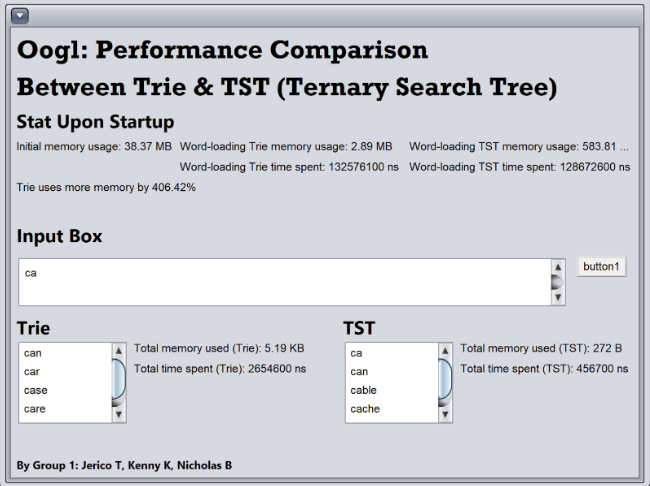 Oogl: Performance Comparison
Between Trie & TST (Ternary Search Tree)
Stat Upon Startup
Initial memory usage: 38.37 MB Word-loading Trie memory usage: 2.89 MB Word-loading TST memory usage: 583.81 ...
Word-loading Trie time spent: 132576100 ns Word-loading TST time spent: 128672600 ns
Trie uses more memory by 406.42%
Input Box
ca
button1
Trie
can
car
case
care
Total memory used (Trie): 5.19 KB
Total time spent (Trie): 2654600 ns
TST
ca
can
cable
cache
Total memory used (TST): 272 B
Total time spent (TST): 456700 ns
By Group 1: Jerico T, Kenny K, Nicholas B